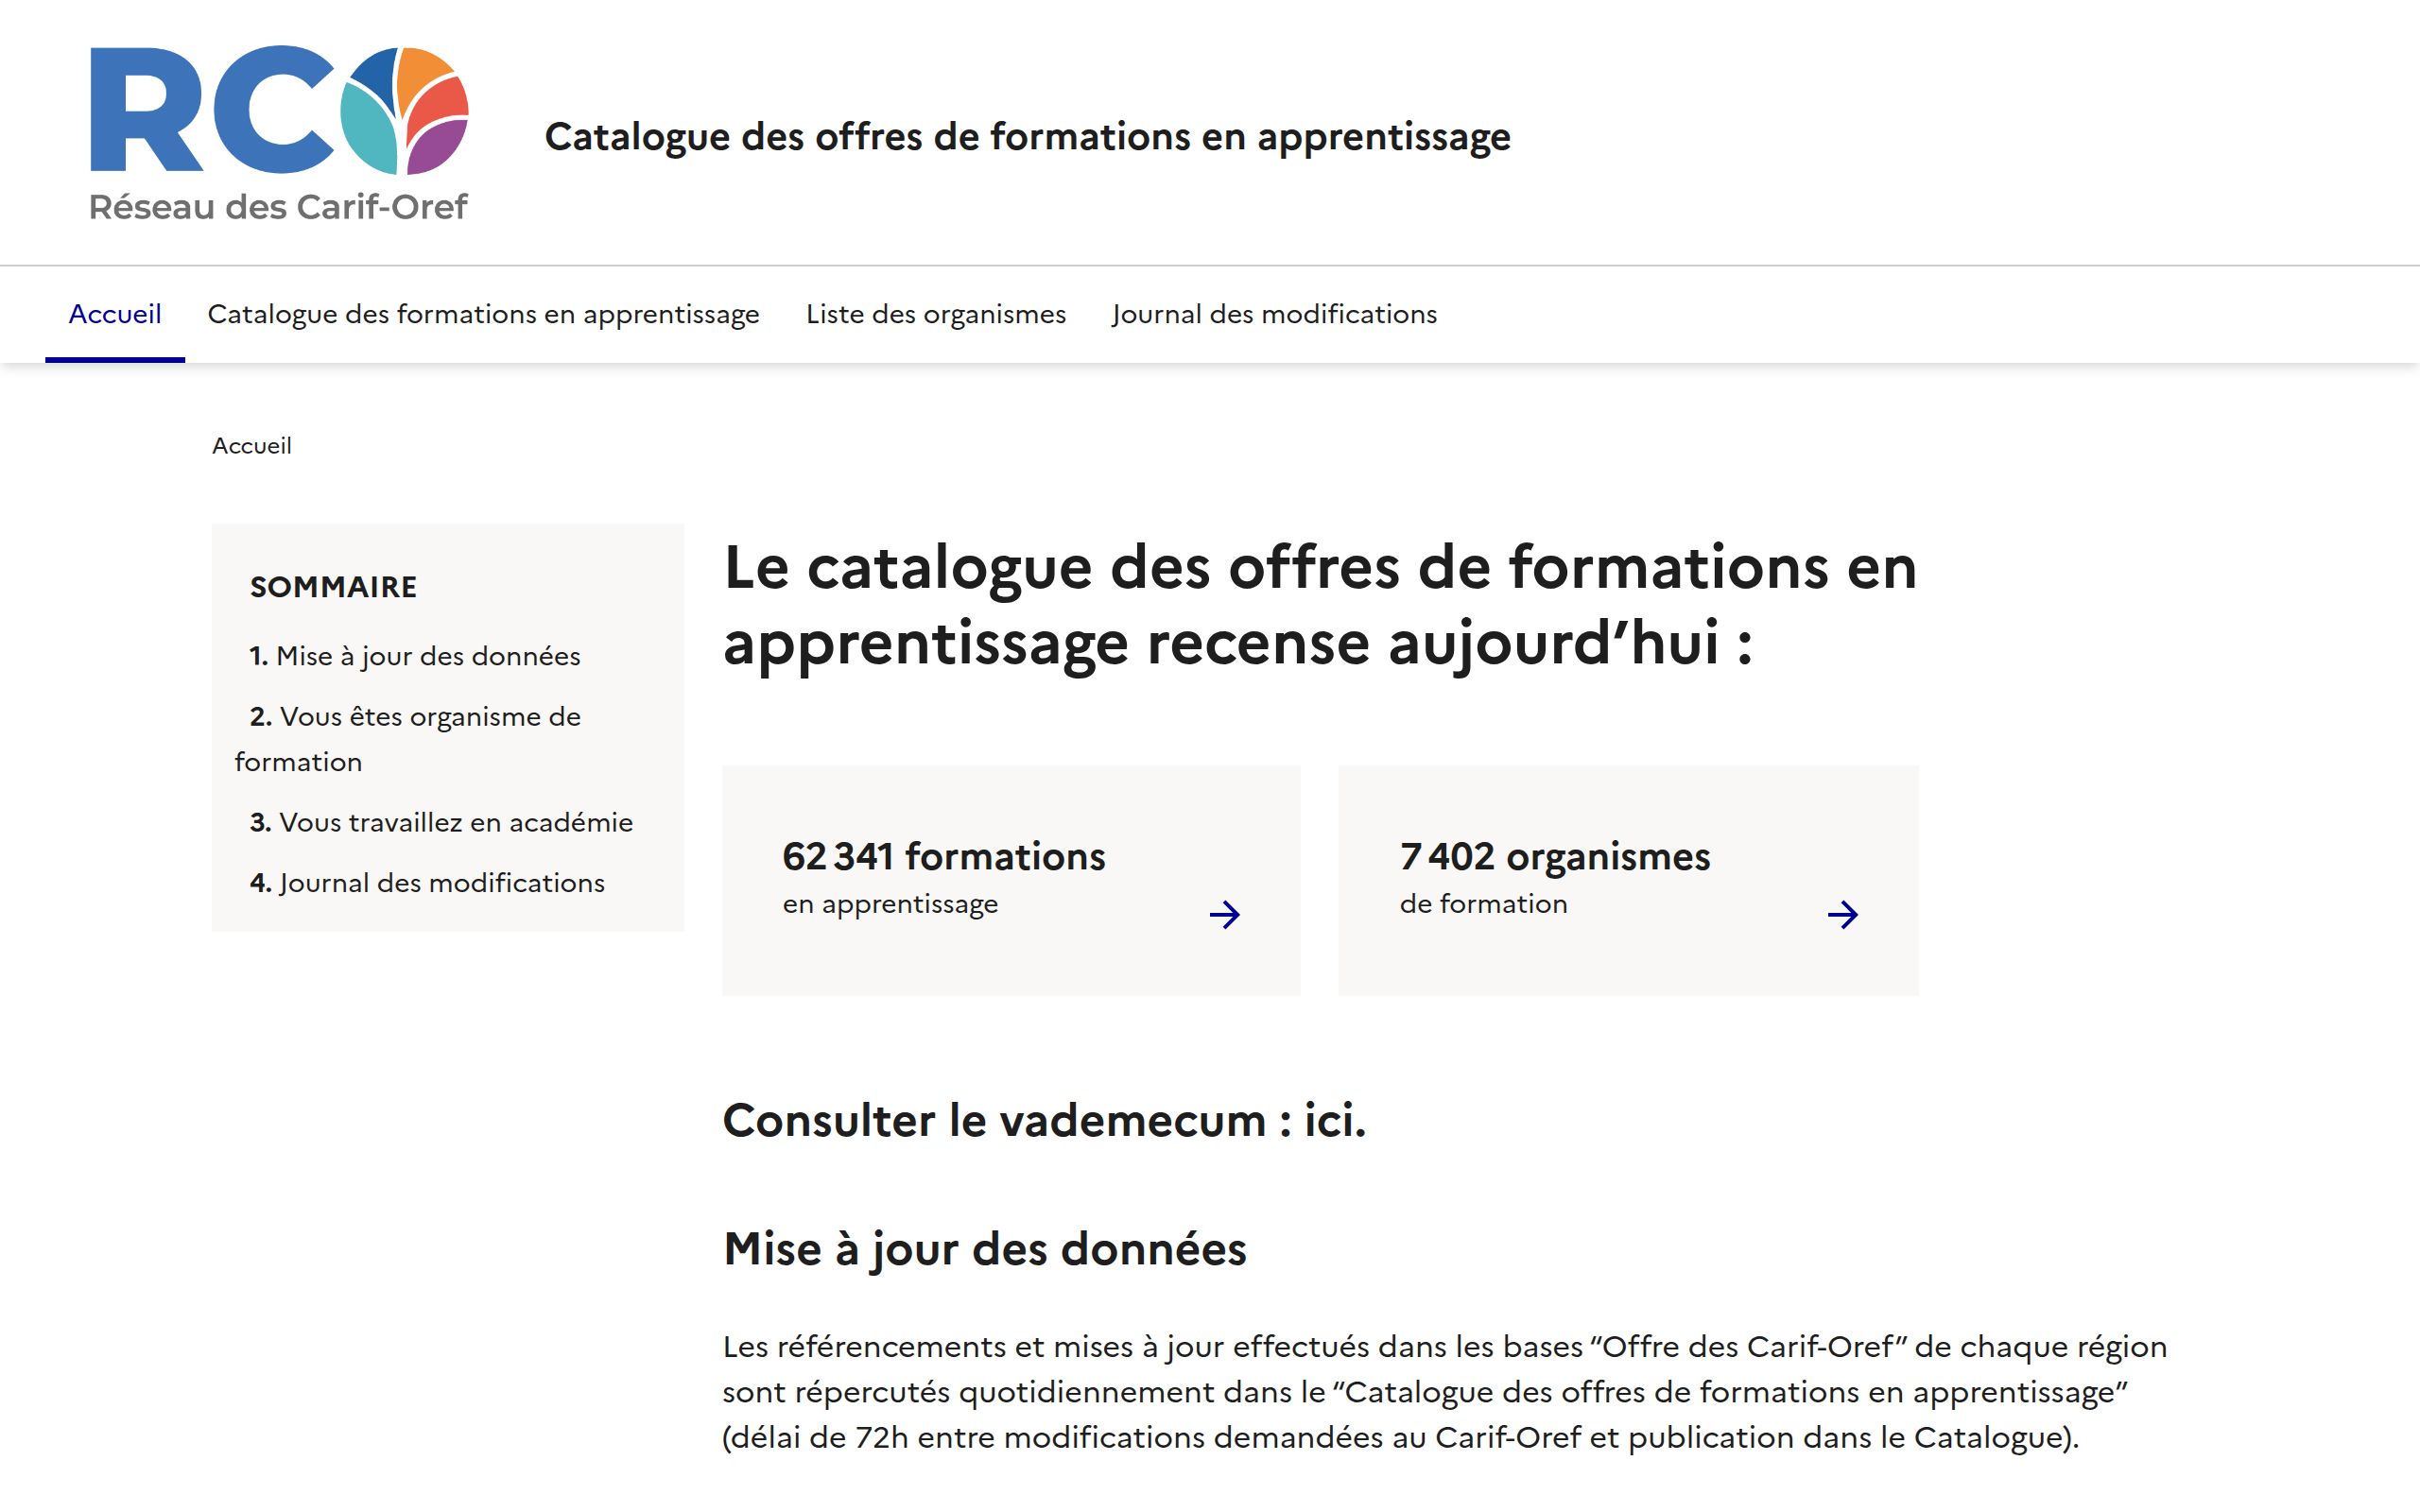 RCO
Réseau des Carif-Oref
Catalogue des offres de formations en apprentissage
Accueil
Catalogue des formations en apprentissage
Liste des organismes
Journal des modifications
Accueil
SOMMAIRE
1. Mise à jour des données
2. Vous êtes organisme de
formation
3. Vous travaillez en académie
4. Journal des modifications
Le catalogue des offres de formations en
apprentissage recense aujourd’hui :
62 341 formations
en apprentissage
7 402 organismes
de formation
Consulter le vademecum : ici.
Mise à jour des données
Les référencements et mises à jour effectués dans les bases “Offre des Carif-Oref” de chaque région
sont répercutés quotidiennement dans le “Catalogue des offres de formations en apprentissage”
(délai de 72h entre modifications demandées au Carif-Oref et publication dans le Catalogue).